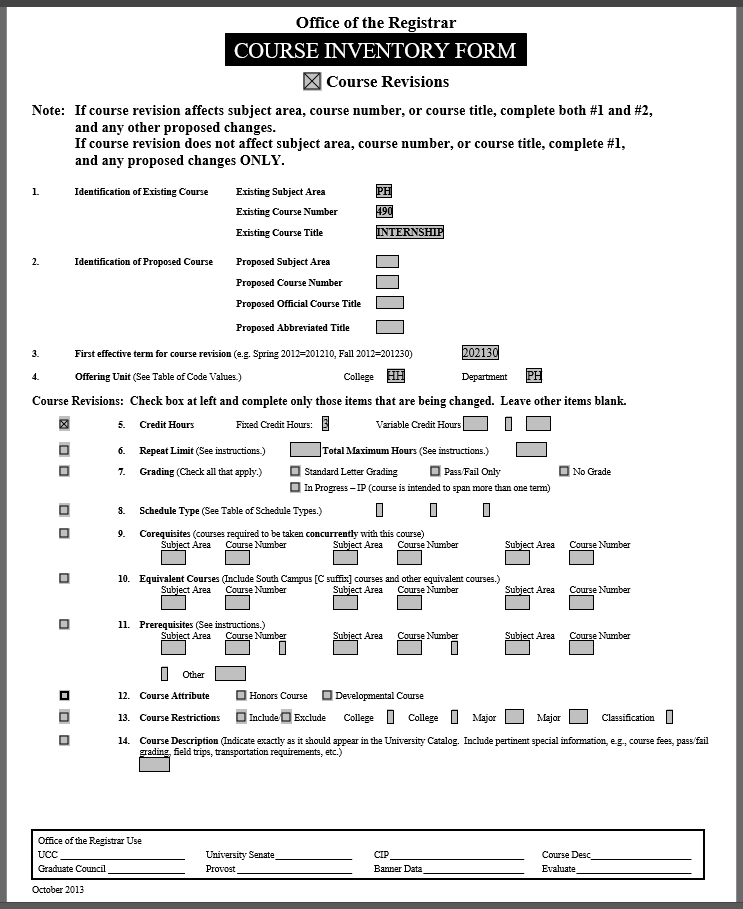 Office of the Registrar
COURSE INVENTORY FORM
Course Revisions
Note: If course revision affects subject area, course number, or course title, complete both #1 and #2,
and any other proposed changes.
If course revision does not affect subject area, course number, or course title, complete #1,
and any proposed changes ONLY.
1. Identification of Existing Course Existing Subject Area PH
Existing Course Number 490
Existing Course Title INTERNSHIP
2. Identification of Proposed Course Proposed Subject Area
Proposed Course Number
Proposed Official Course Title
Proposed Abbreviated Title
3. First effective term for course revision (e.g. Spring 2012=201210, Fall 2012=201230) 202130
4. Offering Unit (See Table of Code Values.) College HH Department PH
Course Revisions: Check box at left and complete only those items that are being changed. Leave other items blank.
5. Credit Hours Fixed Credit Hours: 3 Variable Credit Hours
6. Repeat Limit (See instructions.) Total Maximum Hours (See instructions.)
7. Grading (Check all that apply.) Standard Letter Grading Pass/Fail Only No Grade
In Progress – IP (course is intended to span more than one term)
8. Schedule Type (See Table of Schedule Types.)
9. Corequisites (courses required to be taken concurrently with this course)
Subject Area Course Number Subject Area Course Number Subject Area Course Number
10. Equivalent Courses (Include South Campus [C suffix] courses and other equivalent courses.)
Subject Area Course Number Subject Area Course Number Subject Area Course Number
11. Prerequisites (See instructions.)
Subject Area Course Number Subject Area Course Number Subject Area Course Number
Other
12. Course Attribute Honors Course Developmental Course
13. Course Restrictions Include/ Exclude College College Major Major Classification
14. Course Description (Indicate exactly as it should appear in the University Catalog. Include pertinent special information, e.g., course fees, pass/fail
grading, field trips, transportation requirements, etc.)
Office of the Registrar Use
UCC University Senate CIP Course Desc
Graduate Council Provost Banner Data Evaluate
October 2013